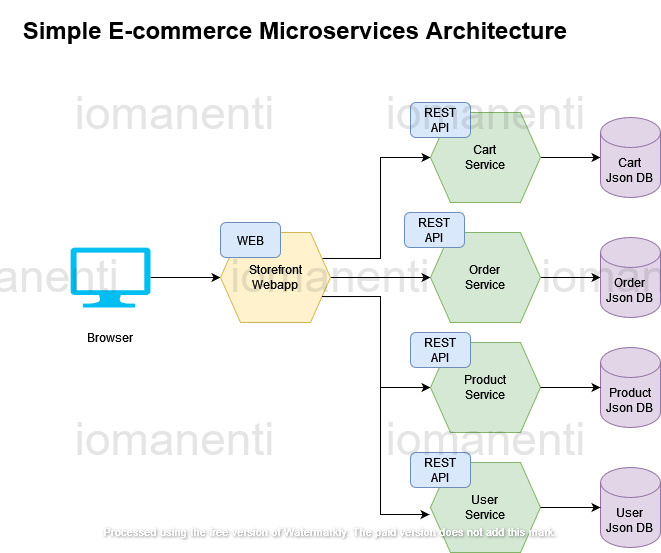 Simple E-commerce Microservices Architecture
iomanenti
iomanenti
REST
API
Cart
Service
Cart
Json DB
WEB
Storefront
Webapp
Browser
REST
API
Order
Service
Order
Json DB
manenti
iomanenti
ioman
REST
API
Product
Service
Product
Json DB
iomanenti
iomanenti
REST
API
User
Service
User
Json DB
Processed using the free version of Watermarkly. The paid version does not add this mark.